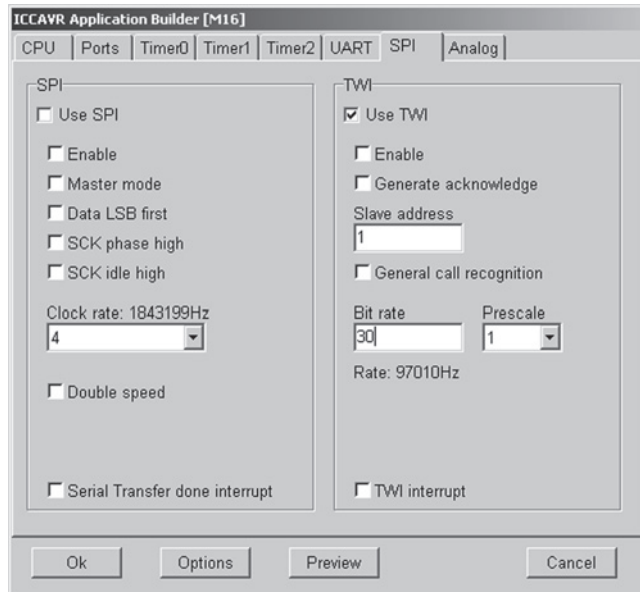 ICCAVR Application Builder [M16]
CPU Ports Timer0 Timer1 Timer2 UART SPI Analog
SPI
Use SPI
Enable
Master mode
Data LSB first
SCK phase high
SCK idle high
Clock rate: 1843199Hz
4
Double speed
Serial Transfer done interrupt
TWI
Use TWI
Enable
Generate acknowledge
Slave address
1
General call recognition
Bit rate Prescale
30 1
Rate: 97010Hz
TWI interrupt
Ok Options Preview Cancel